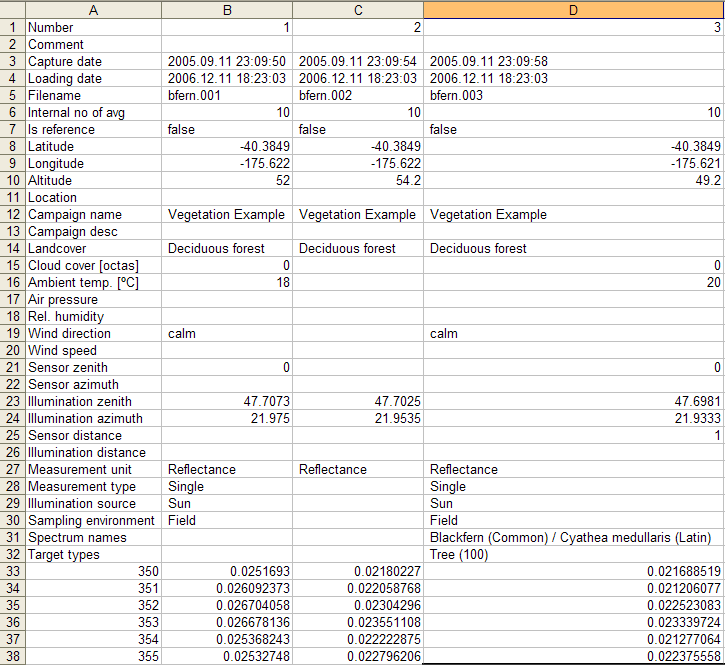 A B C D
1 Number 1 2 3
2 Comment
3 Capture date 2005.09.11 23:09:50 2005.09.11 23:09:54 2005.09.11 23:09:58
4 Loading date 2006.12.11 18:23:03 2006.12.11 18:23:03 2006.12.11 18:23:03
5 Filename bfern.001 bfern.002 bfern.003
6 Internal no of avg 10 10 10
7 Is reference false false false
8 Latitude -40.3849 -40.3849 -40.3849
9 Longitude -175.622 -175.622 -175.621
10 Altitude 52 54.2 49.2
11 Location
12 Campaign name Vegetation Example Vegetation Example Vegetation Example
13 Campaign desc
14 Landcover Deciduous forest Deciduous forest Deciduous forest
15 Cloud cover [octas] 0 0
16 Ambient temp. [ºC] 18 20
17 Air pressure
18 Rel. humidity
19 Wind direction calm calm
20 Wind speed
21 Sensor zenith 0 0
22 Sensor azimuth
23 Illumination zenith 47.7073 47.7025 47.6981
24 Illumination azimuth 21.975 21.9535 21.9333
25 Sensor distance 1
26 Illumination distance
27 Measurement unit Reflectance Reflectance Reflectance
28 Measurement type Single Single
29 Illumination source Sun Sun
30 Sampling environment Field Field
31 Spectrum names Blackfern (Common) / Cyathea medullaris (Latin)
32 Target types Tree (100)
33 350 0.0251693 0.02180227 0.021688519
34 351 0.026092373 0.022058768 0.021206077
35 352 0.026704058 0.02304296 0.022523083
36 353 0.026678136 0.023551108 0.023339724
37 354 0.025368243 0.022222875 0.021277064
38 355 0.02532748 0.022796206 0.022375558